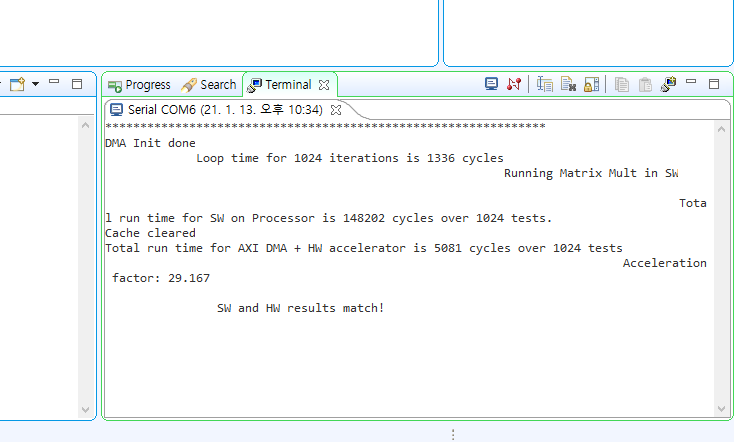 Progress Search Terminal
Serial COM6 (21. 1. 13. 오후 10:34)
***************************************************************
DMA Init done
Loop time for 1024 iterations is 1336 cycles
Running Matrix Mult in SW
Tota
l run time for SW on Processor is 148202 cycles over 1024 tests.
Cache cleared
Total run time for AXI DMA + HW accelerator is 5081 cycles over 1024 tests
Acceleration
factor: 29.167
SW and HW results match!